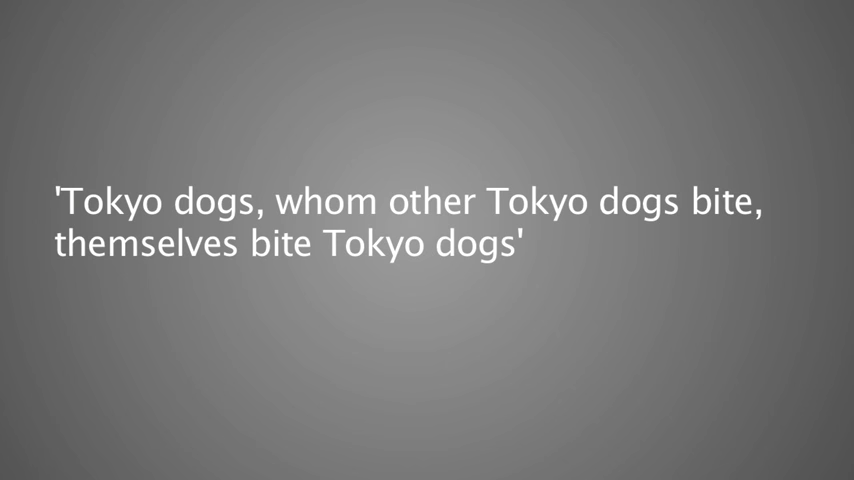 'Tokyo dogs, whom other Tokyo dogs bite,
themselves bite Tokyo dogs'